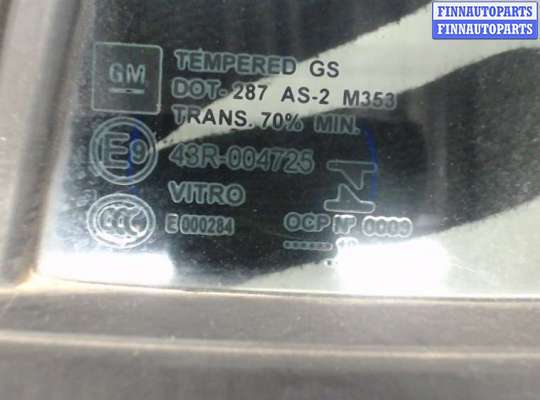 FINNAUTOPARTS
FINNAUTOPARTS
GM
TEMPERED GS
DOT- 287 AS-2 M353
TRANS. 70% MIN.
E9
43R-004725
VITRO
CCC
E 000284
OCP Nº 0009